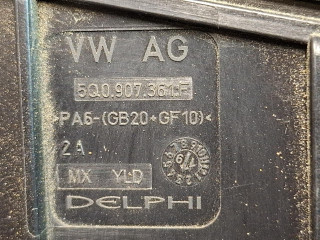 VW AG
5Q0.907.361.F
>PA6-(GB20+GF10)<
2A
MX YLD
DELPHI